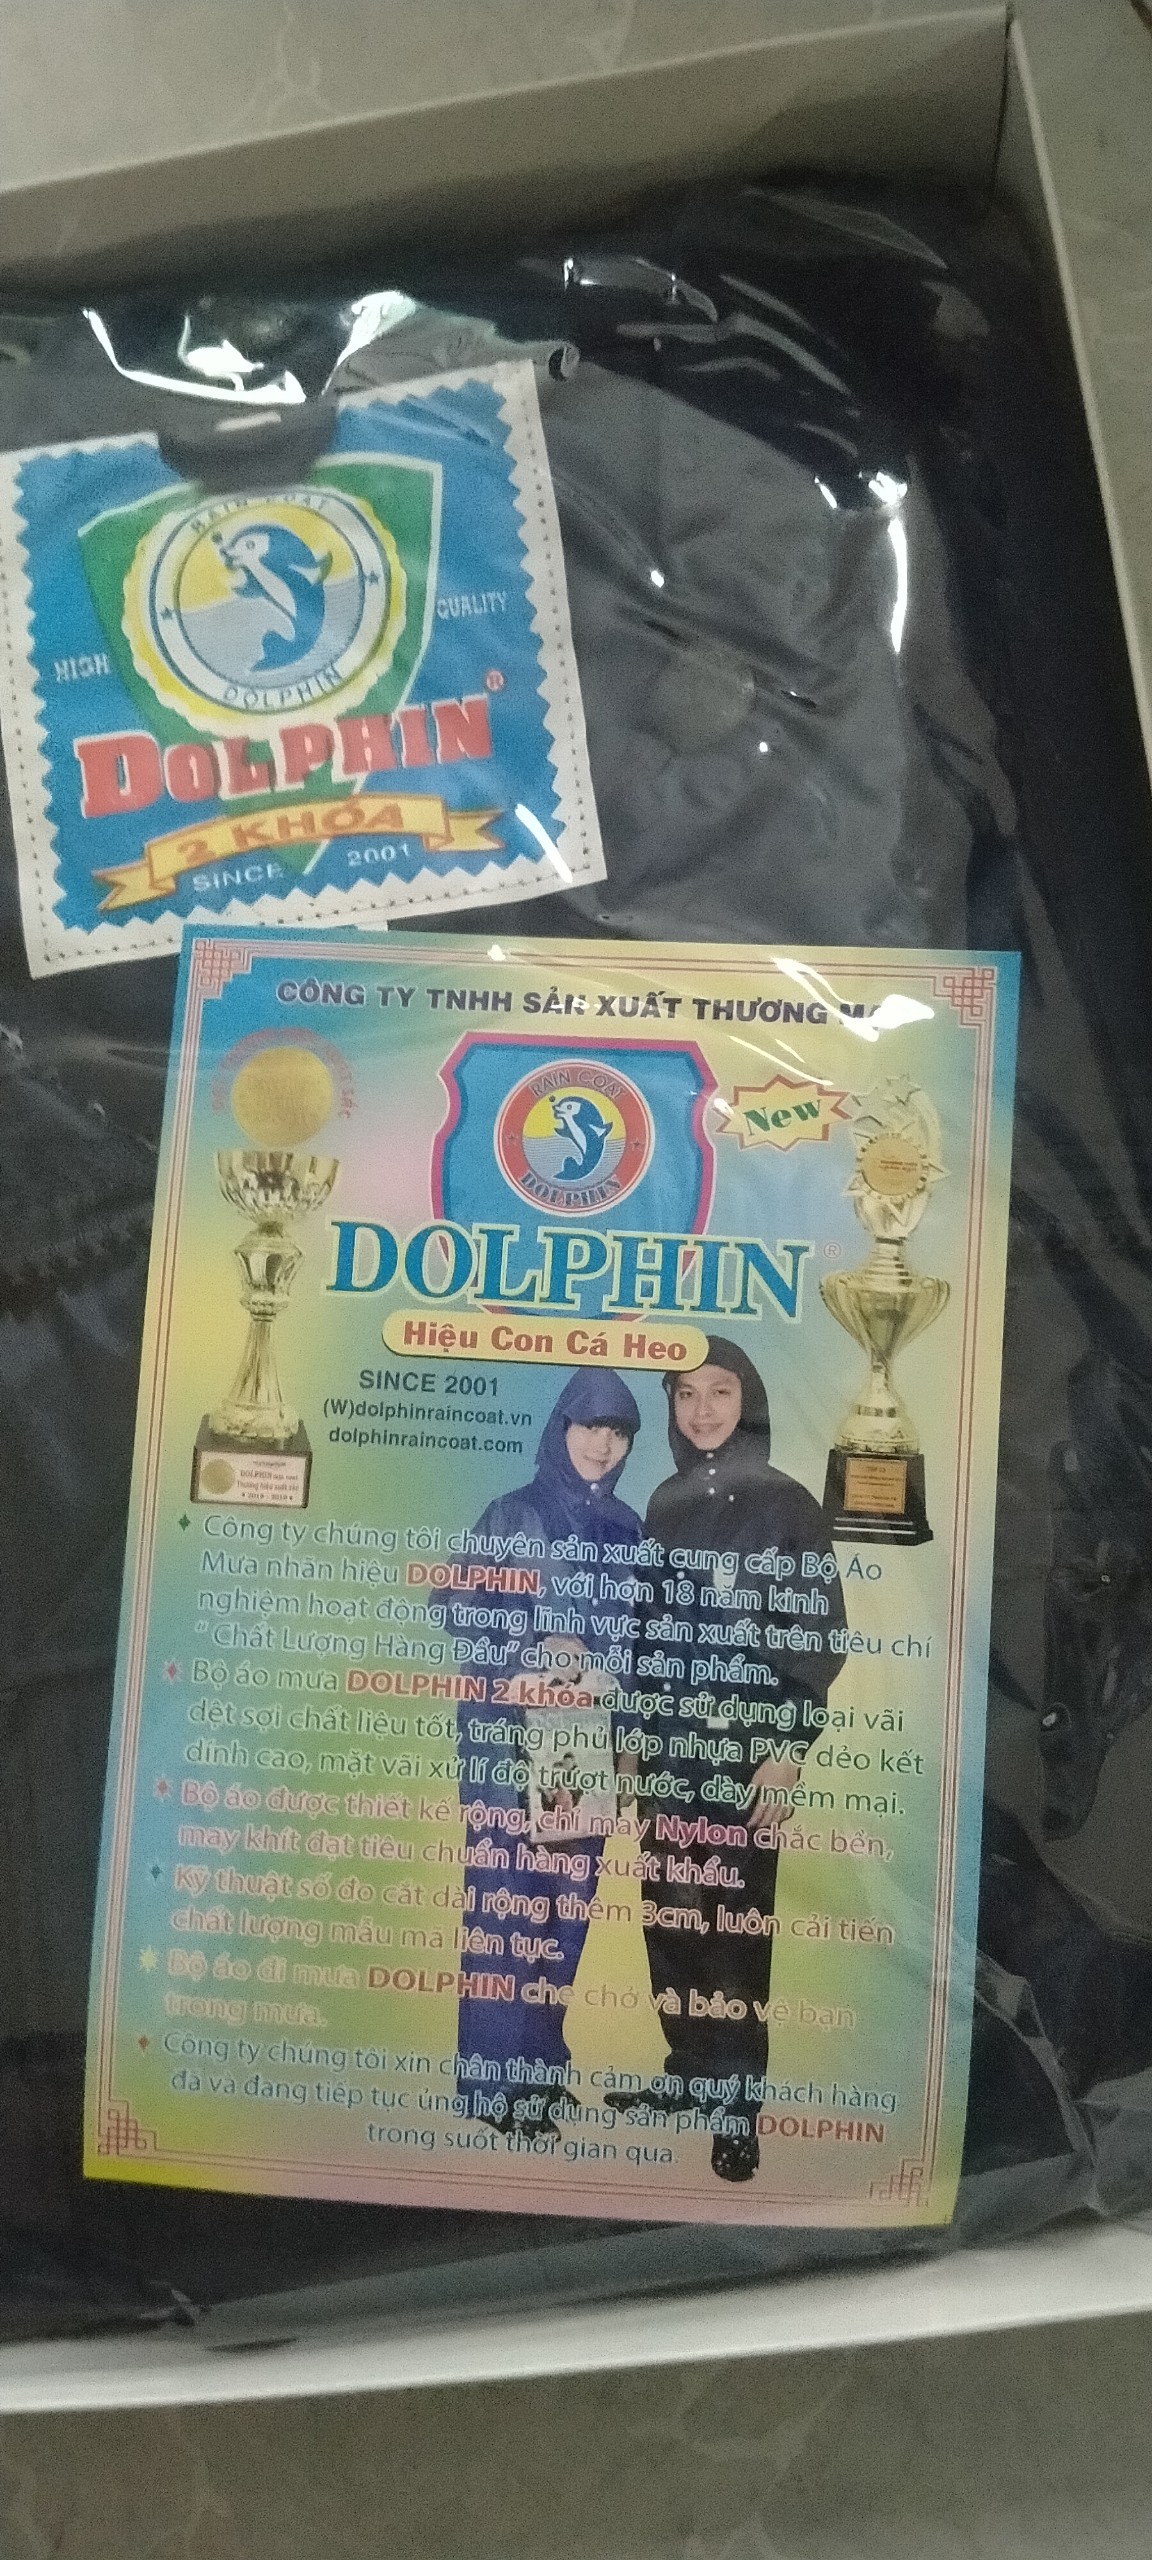 RAIN COAT
HIGH
QUALITY
DOLPHIN
DOLPHIN®
2 KHÓA
SINCE 2001
CÔNG TY TNHH SẢN XUẤT THƯƠNG
RAIN COAT
DOLPHIN
New
DOLPHIN®
Hiệu Con Cá Heo
SINCE 2001
(W)dolphinraincoat.vn
dolphinraincoat.com
DOLPHIN
Công ty chúng tôi chuyên sản xuất cung cấp Bộ Áo
Mưa nhãn hiệu DOLPHIN, với hơn 18 năm kinh
nghiệm hoạt động trong lĩnh vực sản xuất trên tiêu chí
“ Chất Lượng Hàng Đầu” cho mỗi sản phẩm.
Bộ áo mưa DOLPHIN 2 khóa được sử dụng loại vãi
dệt sợi chất liệu tốt, tráng phủ lớp nhựa PVC dẻo kết
dính cao, mặt vãi xử lí độ trượt nước, dày mềm mại.
Bộ áo được thiết kế rộng, chỉ may Nylon chắc bền,
may khít đạt tiêu chuẩn hàng xuất khẩu.
Kỹ thuật số đo cắt dài rộng thêm 3cm, luôn cải tiến
chất lượng mẫu mã liên tục.
Bộ áo đi mưa DOLPHIN che chở và bảo vệ bạn
trong mưa.
Công ty chúng tôi xin chân thành cảm ơn quý khách hàng
đã và đang tiếp tục ủng hộ sử dụng sản phẩm DOLPHIN
trong suốt thời gian qua.